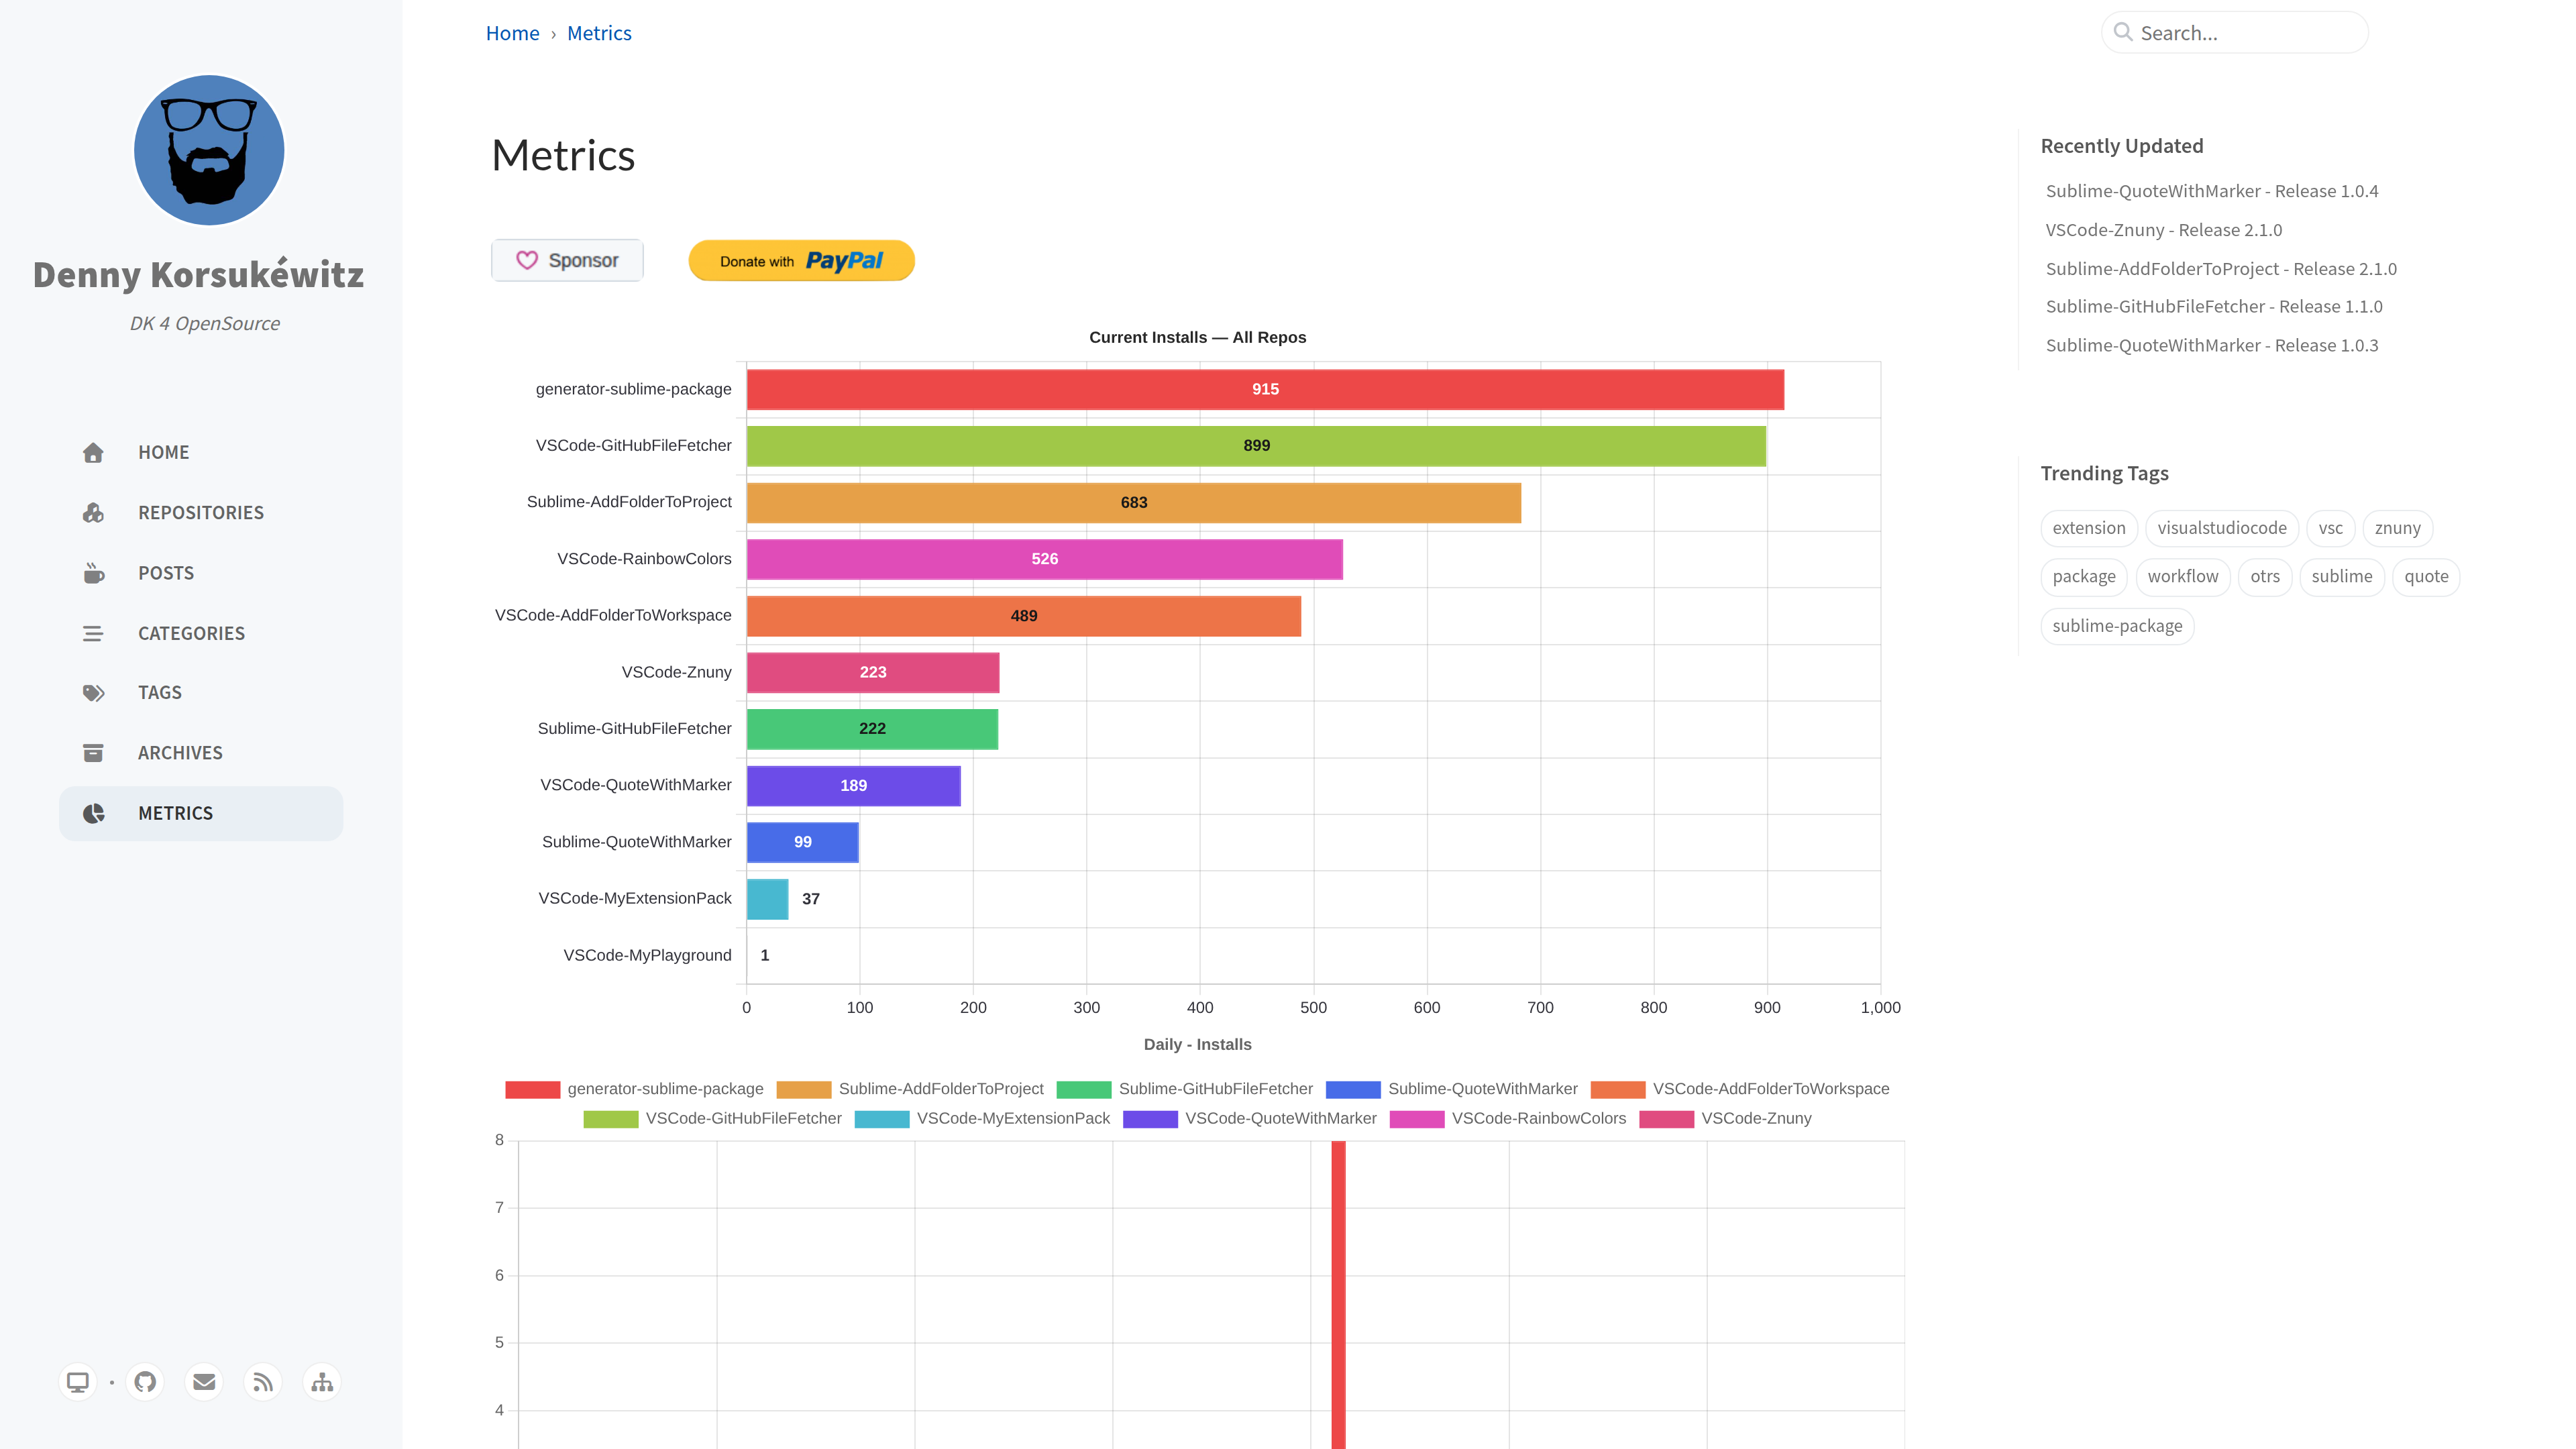 Denny Korsukéwitz
DK 4 OpenSource
HOME
REPOSITORIES
POSTS
CATEGORIES
TAGS
ARCHIVES
METRICS
Home › Metrics
Search...
Metrics
Sponsor
Donate with PayPal
Current Installs — All Repos
generator-sublime-package 915
VSCode-GitHubFileFetcher 899
Sublime-AddFolderToProject 683
VSCode-RainbowColors 526
VSCode-AddFolderToWorkspace 489
VSCode-Znuny 223
Sublime-GitHubFileFetcher 222
VSCode-QuoteWithMarker 189
Sublime-QuoteWithMarker 99
VSCode-MyExtensionPack 37
VSCode-MyPlayground 1
0 100 200 300 400 500 600 700 800 900 1,000
Daily - Installs
generator-sublime-package Sublime-AddFolderToProject Sublime-GitHubFileFetcher Sublime-QuoteWithMarker VSCode-AddFolderToWorkspace
VSCode-GitHubFileFetcher VSCode-MyExtensionPack VSCode-QuoteWithMarker VSCode-RainbowColors VSCode-Znuny
8
7
6
5
4
Recently Updated
Sublime-QuoteWithMarker - Release 1.0.4
VSCode-Znuny - Release 2.1.0
Sublime-AddFolderToProject - Release 2.1.0
Sublime-GitHubFileFetcher - Release 1.1.0
Sublime-QuoteWithMarker - Release 1.0.3
Trending Tags
extension visualstudiocode vsc znuny
package workflow otrs sublime quote
sublime-package